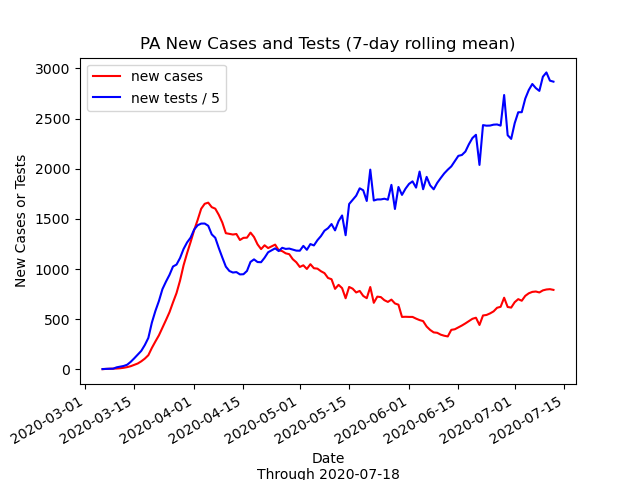 PA New Cases and Tests (7-day rolling mean)
new cases
new tests / 5
New Cases or Tests
3000
2500
2000
1500
1000
500
0
2020-03-01
2020-03-15
2020-04-01
2020-04-15
2020-05-01
2020-05-15
2020-06-01
2020-06-15
2020-07-01
2020-07-15
Date
Through 2020-07-18